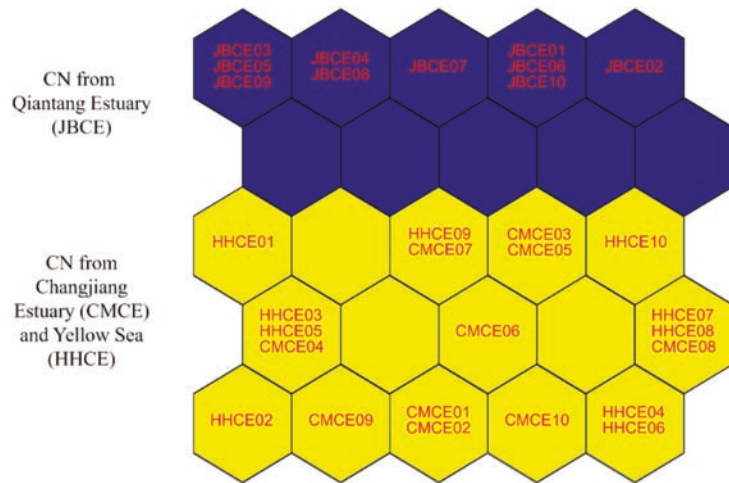 CN from
Qiantang Estuary
(JBCE)
JBCE03
JBCE05
JBCE09
JBCE04
JBCE08
JBCE07
JBCE01
JBCE06
JBCE10
JBCE02
CN from
Changjiang
Estuary (CMCE)
and Yellow Sea
(HHCE)
HHCE01
HHCE09
CMCE07
CMCE03
CMCE05
HHCE10
HHCE03
HHCE05
CMCE04
CMCE06
HHCE07
HHCE08
CMCE08
HHCE02
CMCE09
CMCE01
CMCE02
CMCE10
HHCE04
HHCE06